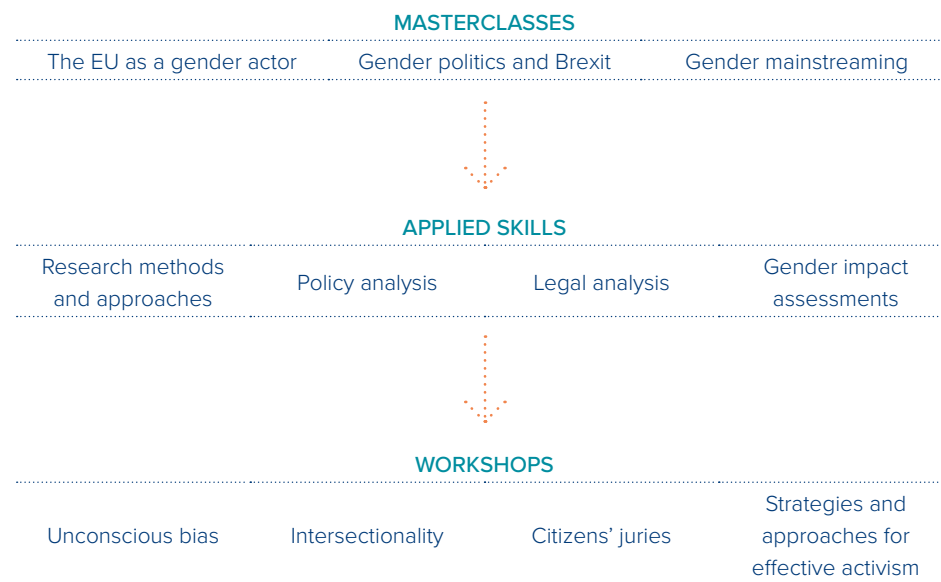 MASTERCLASSES
The EU as a gender actor
Gender politics and Brexit
Gender mainstreaming
APPLIED SKILLS
Research methods
and approaches
Policy analysis
Legal analysis
Gender impact
assessments
WORKSHOPS
Unconscious bias
Intersectionality
Citizens’ juries
Strategies and
approaches for
effective activism